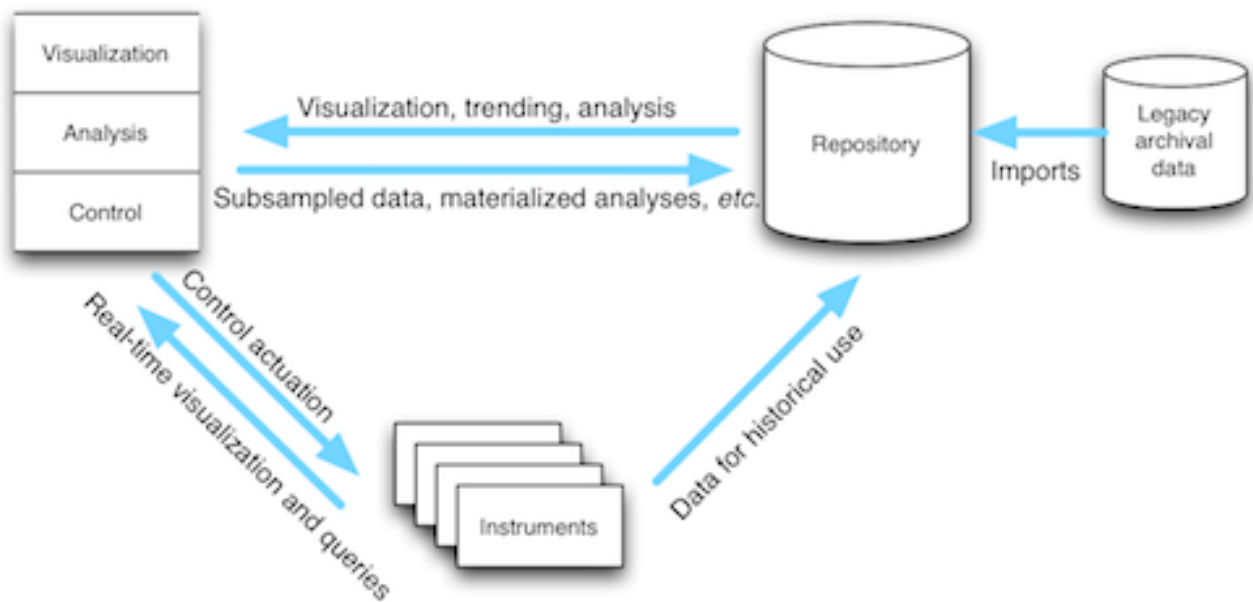 Visualization
Analysis
Control
Visualization, trending, analysis
Subsampled data, materialized analyses, etc.
Repository
Imports
Legacy
archival
data
Control actuation
Real-time visualization and queries
Instruments
Data for historical use